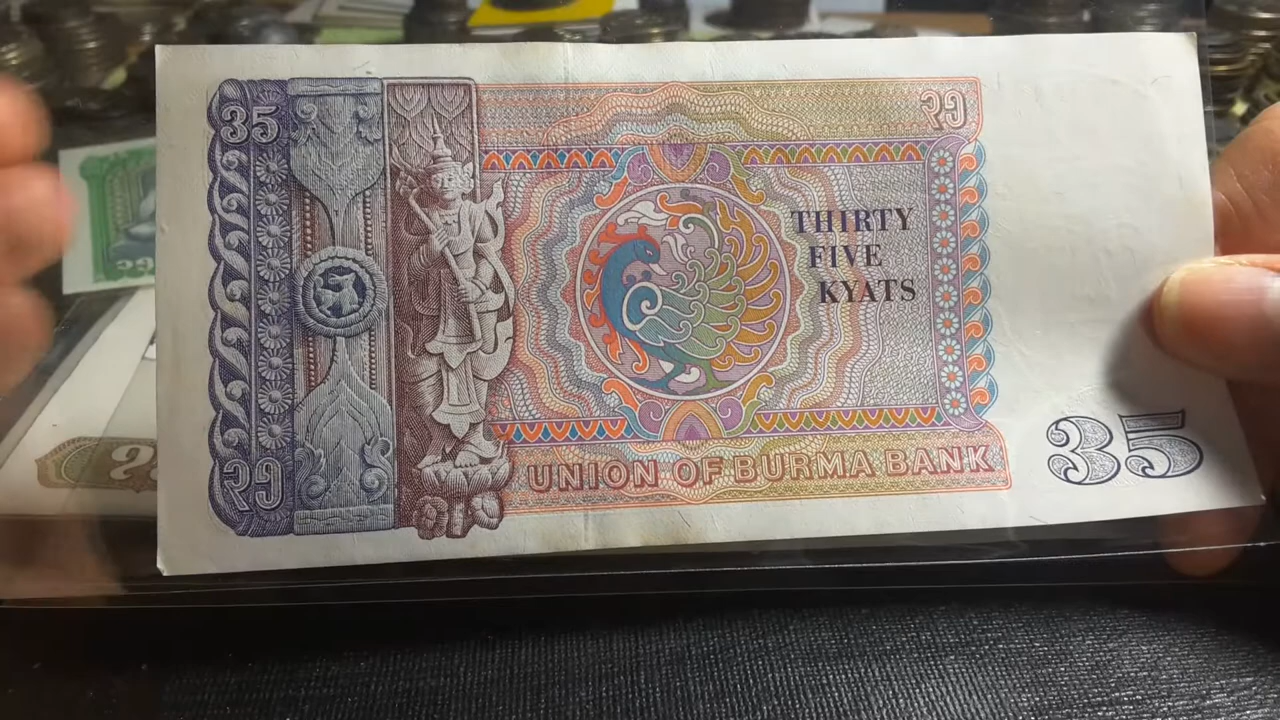 35
၃၅
THIRTY
FIVE
KYATS
၃၅
UNION OF BURMA BANK
35